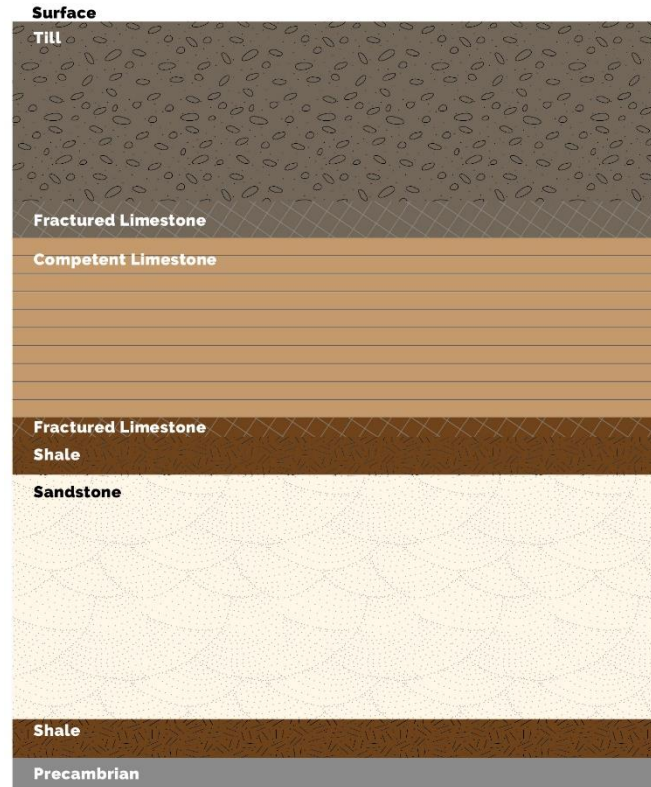 Surface
Till
Fractured Limestone
Competent Limestone
Fractured Limestone
Shale
Sandstone
Shale
Precambrian